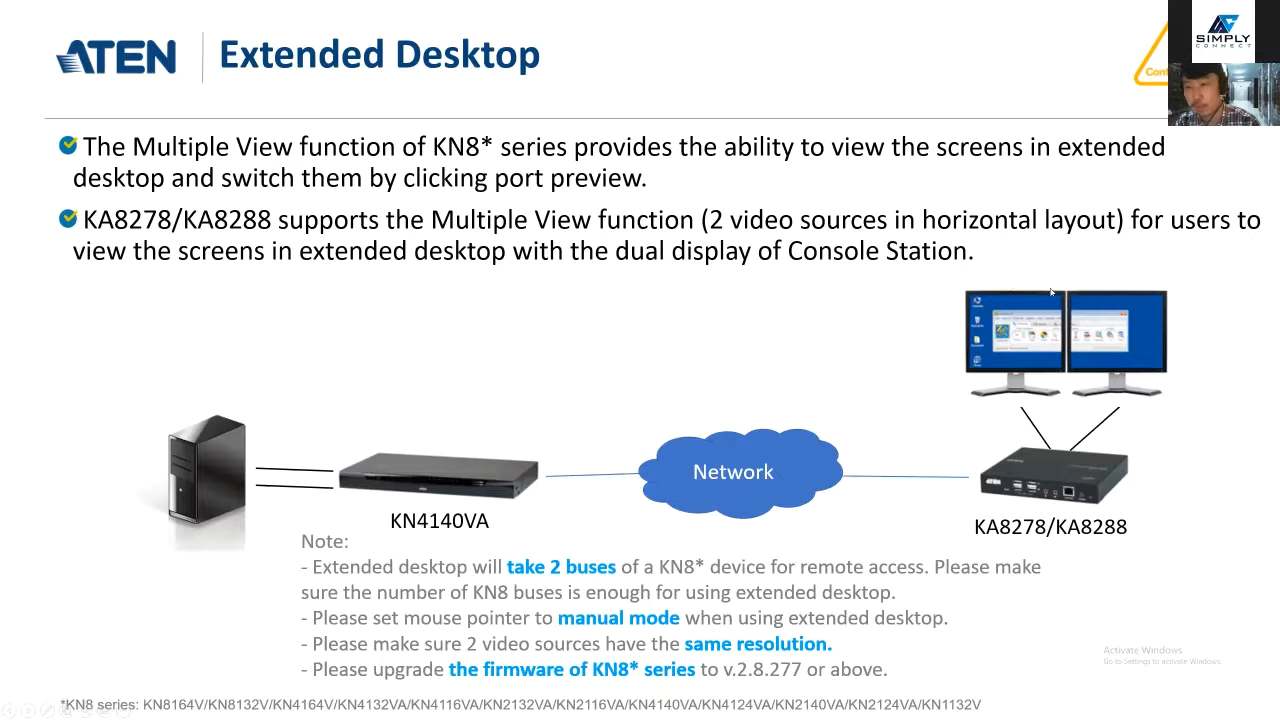 ATEN
Extended Desktop
SIMPLY
CONNECT
The Multiple View function of KN8* series provides the ability to view the screens in extended
desktop and switch them by clicking port preview.
KA8278/KA8288 supports the Multiple View function (2 video sources in horizontal layout) for users to
view the screens in extended desktop with the dual display of Console Station.
Network
ATEN
KN4140VA
KA8278/KA8288
Note:
- Extended desktop will take 2 buses of a KN8* device for remote access. Please make
sure the number of KN8 buses is enough for using extended desktop.
- Please set mouse pointer to manual mode when using extended desktop.
- Please make sure 2 video sources have the same resolution.
- Please upgrade the firmware of KN8* series to v.2.8.277 or above.
Activate Windows
Go to Settings to activate Windows.
*KN8 series: KN8164V/KN8132V/KN4164V/KN4132VA/KN4116VA/KN2132VA/KN2116VA/KN4140VA/KN4124VA/KN2140VA/KN2124VA/KN1132V